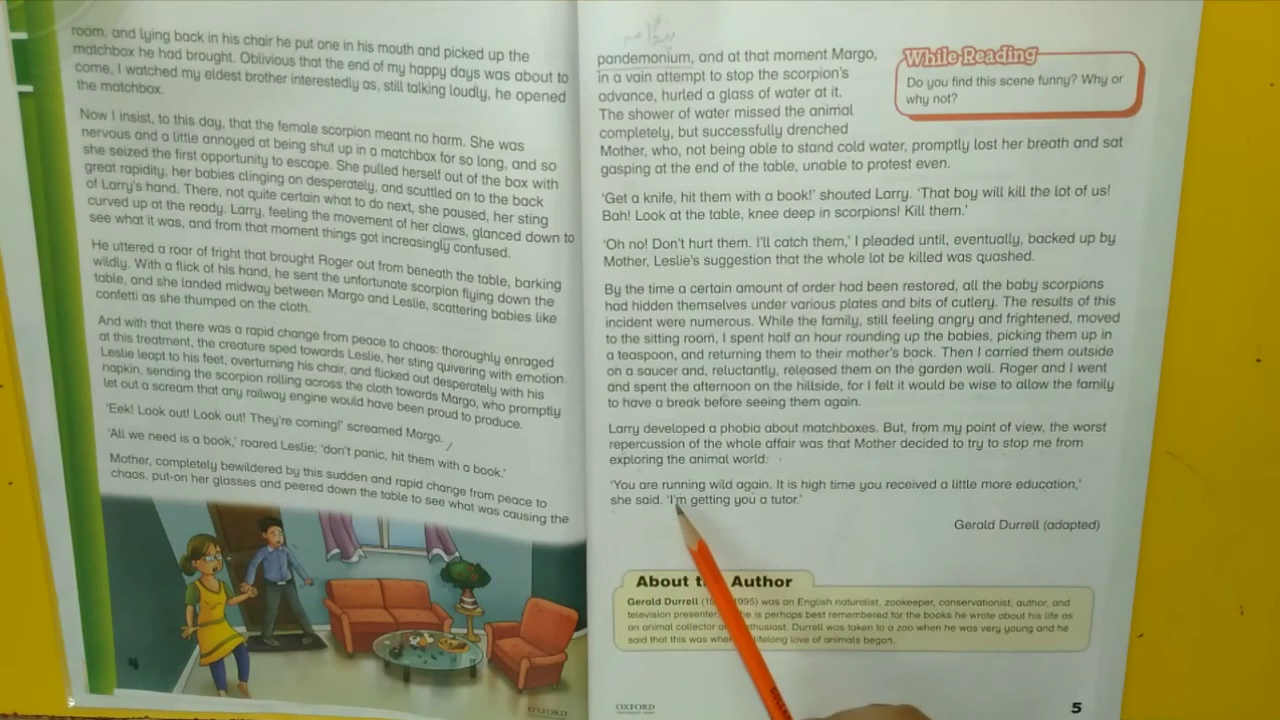 room, and lying back in his chair he put one in his mouth and picked up the
matchbox he had brought. Oblivious that the end of my happy days was about to
come, I watched my eldest brother interestedly as, still talking loudly, he opened
the matchbox.
Now I insist, to this day, that the female scorpion meant no harm. She was
nervous and a little annoyed at being shut up in a matchbox for so long, and so
she seized the first opportunity to escape. She pulled herself out of the box with
great rapidity, her babies clinging on desperately, and scuttled on to the back
of Larry's hand. There, not quite certain what to do next, she paused, her sting
curved up at the ready. Larry, feeling the movement of her claws, glanced down to
see what it was, and from that moment things got increasingly confused.
He uttered a roar of fright that brought Roger out from beneath the table, barking
wildly. With a flick of his hand, he sent the unfortunate scorpion flying down the
table, and she landed midway between Margo and Leslie, scattering babies like
confetti as she thumped on the cloth.
And with that there was a rapid change from peace to chaos: thoroughly enraged
at this treatment, the creature sped towards Leslie, her sting quivering with emotion.
Leslie leapt to his feet, overturning his chair, and flicked out desperately with his
napkin, sending the scorpion rolling across the cloth towards Margo, who promptly
let out a scream that any railway engine would have been proud to produce.
'Eek! Look out! Look out! They're coming!' screamed Margo.
'All we need is a book,' roared Leslie; 'don't panic, hit them with a book.'
Mother, completely bewildered by this sudden and rapid change from peace to
chaos, put-on her glasses and peered down the table to see what was causing the
4
OXFORD
ہنگامہ
pandemonium, and at that moment Margo,
in a vain attempt to stop the scorpion's
advance, hurled a glass of water at it.
The shower of water missed the animal
completely, but successfully drenched
Mother, who, not being able to stand cold water, promptly lost her breath and sat
gasping at the end of the table, unable to protest even.
While Reading
Do you find this scene funny? Why or
why not?
'Get a knife, hit them with a book!' shouted Larry. 'That boy will kill the lot of us!
Bah! Look at the table, knee deep in scorpions! Kill them.'
'Oh no! Don't hurt them. I'll catch them,' I pleaded until, eventually, backed up by
Mother, Leslie's suggestion that the whole lot be killed was quashed.
By the time a certain amount of order had been restored, all the baby scorpions
had hidden themselves under various plates and bits of cutlery. The results of this
incident were numerous. While the family, still feeling angry and frightened, moved
to the sitting room, I spent half an hour rounding up the babies, picking them up in
a teaspoon, and returning them to their mother's back. Then I carried them outside
on a saucer and, reluctantly, released them on the garden wall. Roger and I went
and spent the afternoon on the hillside, for I felt it would be wise to allow the family
to have a break before seeing them again.
Larry developed a phobia about matchboxes. But, from my point of view, the worst
repercussion of the whole affair was that Mother decided to try to stop me from
exploring the animal world.
'You are running wild again. It is high time you received a little more education,'
she said. 'I'm getting you a tutor.'
Gerald Durrell (adapted)
About Author
Gerald Durrell 1995) was an English naturalist, zookeeper, conservationist, author, and
television presenter. he is perhaps best remembered for the books he wrote about his life as
an animal collector enthusiast. Durrell was taken to a zoo when he was very young and he
said that this was lifelong love of animals began.
OXFORD
5